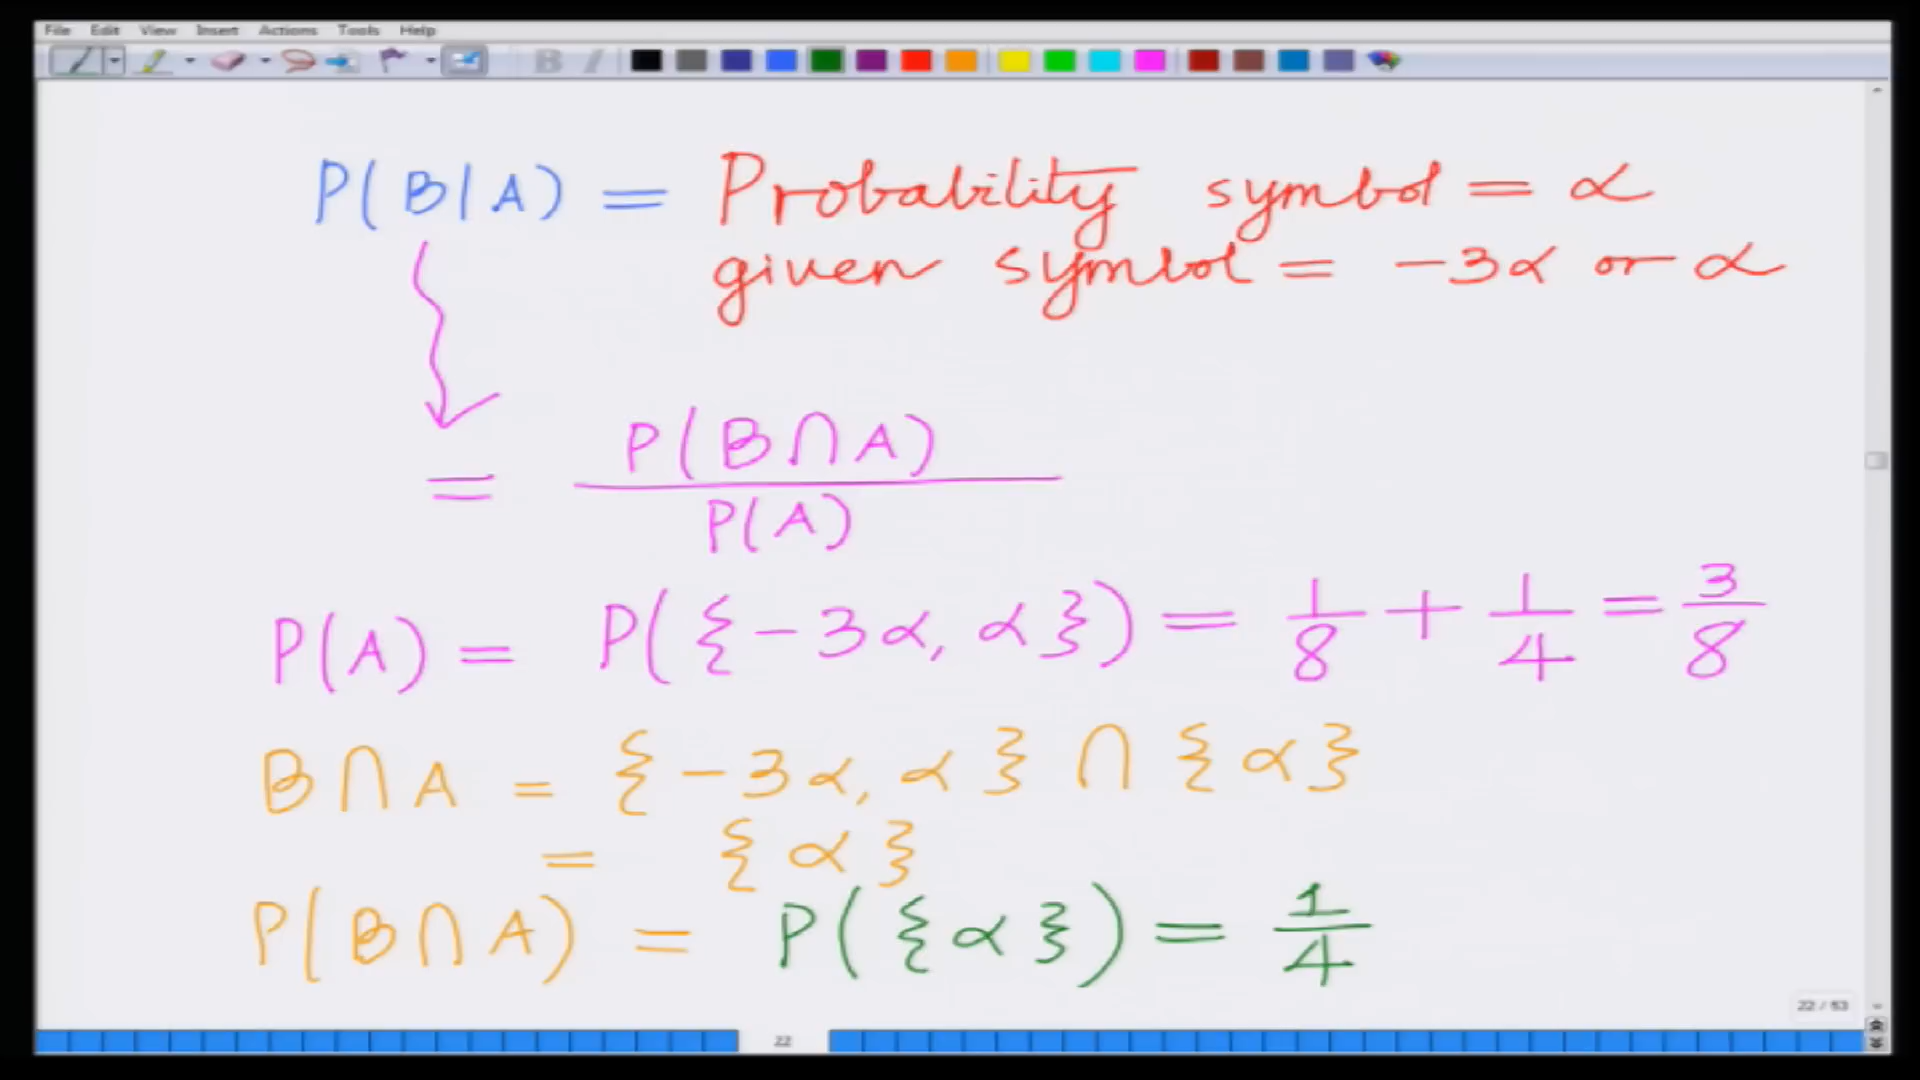 File Edit View Insert Actions Tools Help
B I
P(B|A) = Probability symbol = α
given symbol = -3α or α
= P(B∩A) / P(A)
P(A) = P({-3α, α}) = 1/8 + 1/4 = 3/8
B∩A = {-3α, α} ∩ {α}
= {α}
P(B∩A) = P({α}) = 1/4
22 / 53
22